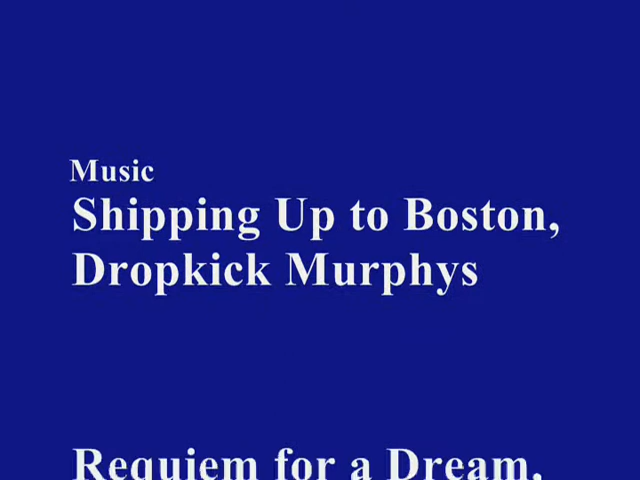 Music
Shipping Up to Boston,
Dropkick Murphys
Requiem for a Dream,